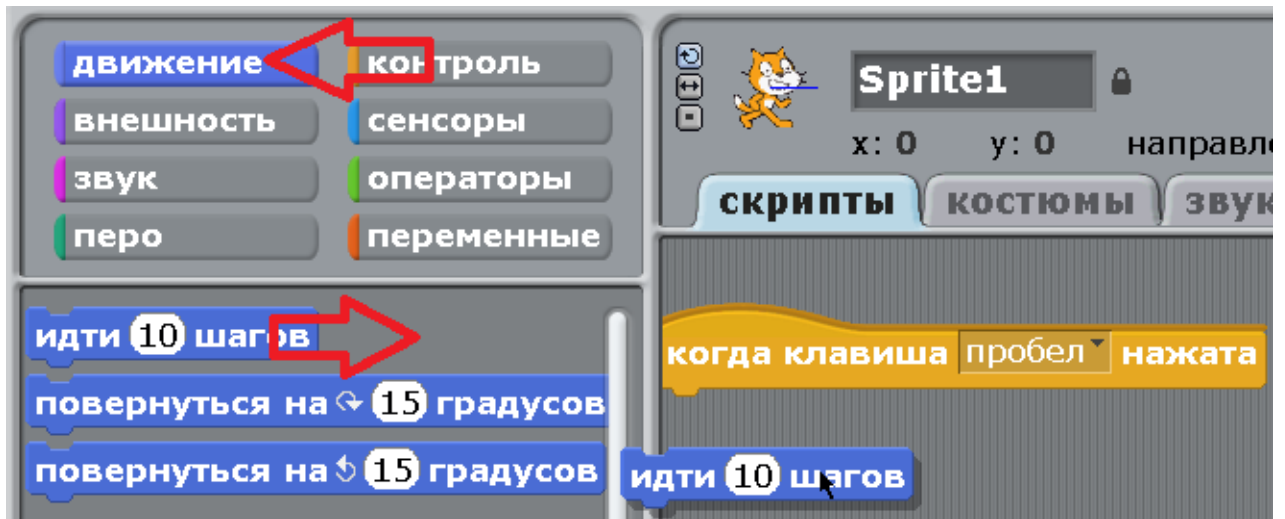 движение контроль
внешность сенсоры
звук операторы
перо переменные
идти 10 шагов
повернуться на 15 градусов
повернуться на 15 градусов
Sprite1
x: 0 y: 0
скрипты костюмы
когда клавиша пробел нажата
идти 10 шагов